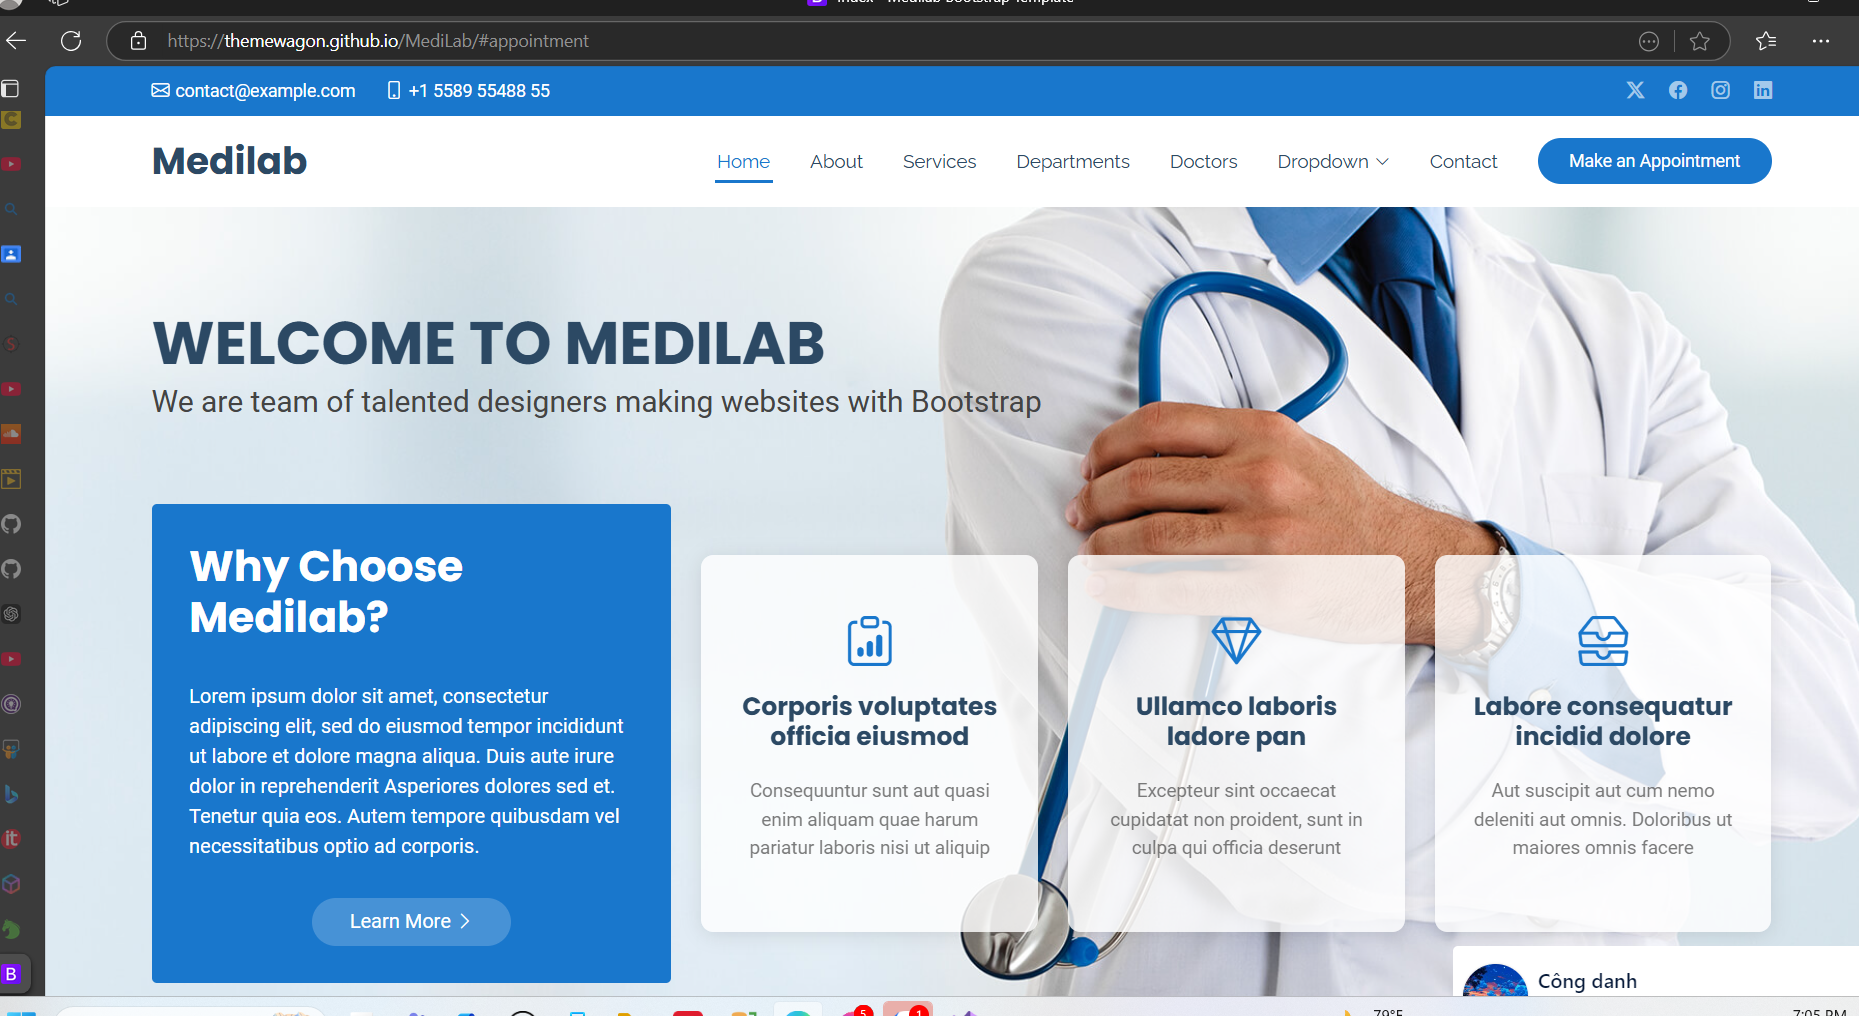 https://themewagon.github.io/MediLab/#appointment
contact@example.com +1 5589 55488 55
Medilab
Home About Services Departments Doctors Dropdown Contact Make an Appointment
WELCOME TO MEDILAB
We are team of talented designers making websites with Bootstrap
Why Choose
Medilab?
Lorem ipsum dolor sit amet, consectetur
adipiscing elit, sed do eiusmod tempor incididunt
ut labore et dolore magna aliqua. Duis aute irure
dolor in reprehenderit Asperiores dolores sed et.
Tenetur quia eos. Autem tempore quibusdam vel
necessitatibus optio ad corporis.
Learn More
Corporis voluptates
officia eiusmod
Consequuntur sunt aut quasi
enim aliquam quae harum
pariatur laboris nisi ut aliquip
Ullamco laboris
ladore pan
Excepteur sint occaecat
cupidatat non proident, sunt in
culpa qui officia deserunt
Labore consequatur
incidid dolore
Aut suscipit aut cum nemo
deleniti aut omnis. Doloribus ut
maiores omnis facere
Công danh
5 1 79°F 7:05 PM